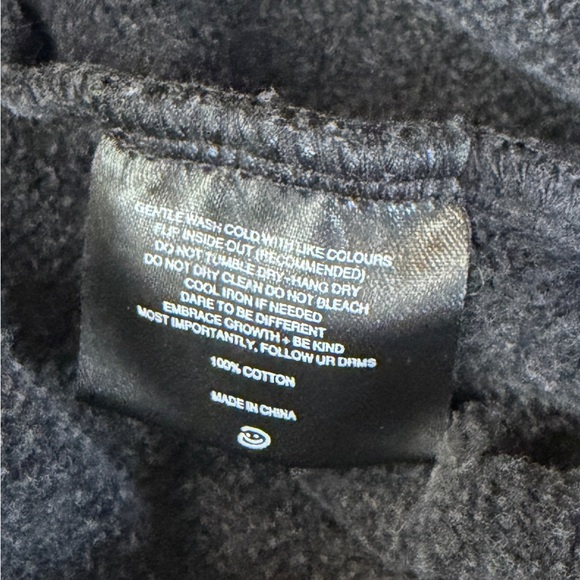 GENTLE WASH COLD WITH LIKE COLOURS
FLIP INSIDE OUT (RECOMMENDED).
DO NOT TUMBLE DRY - HANG DRY
DO NOT DRY CLEAN DO NOT BLEACH
COOL IRON IF NEEDED
DARE TO BE DIFFERENT
EMBRACE GROWTH + BE KIND
MOST IMPORTANTLY, FOLLOW UR DRMS
100% COTTON
MADE IN CHINA